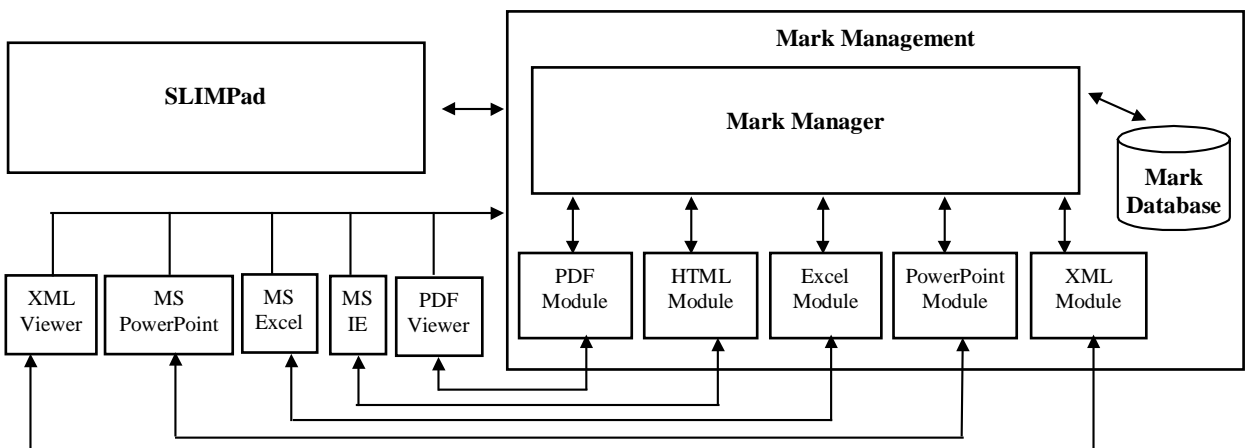 Mark Management
SLIMPad
Mark Manager
Mark
Database
XML
Viewer
MS
PowerPoint
MS
Excel
MS
IE
PDF
Viewer
PDF
Module
HTML
Module
Excel
Module
PowerPoint
Module
XML
Module